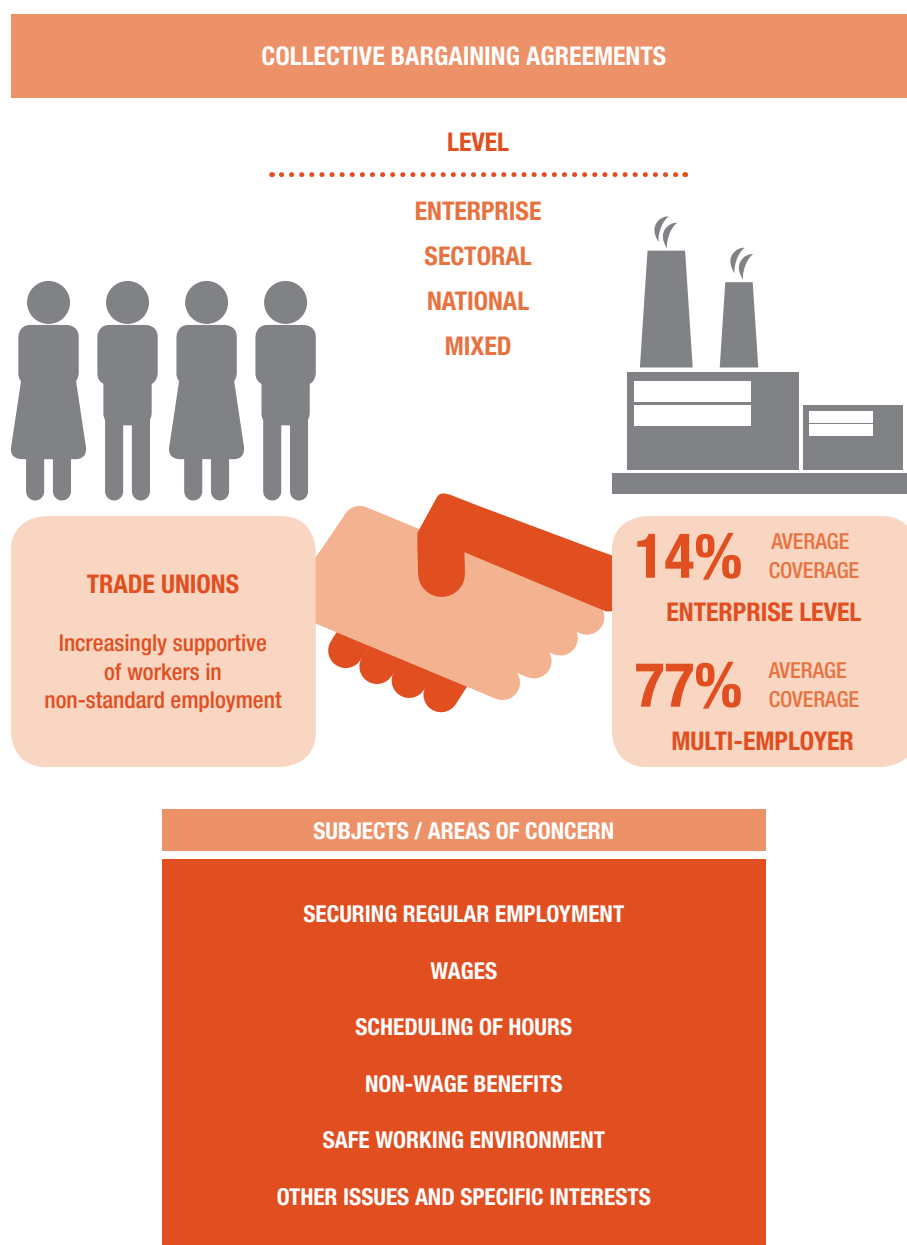 COLLECTIVE BARGAINING AGREEMENTS
LEVEL
ENTERPRISE
SECTORAL
NATIONAL
MIXED
TRADE UNIONS
Increasingly supportive
of workers in
non-standard employment
14% AVERAGE
COVERAGE
ENTERPRISE LEVEL
77% AVERAGE
COVERAGE
MULTI-EMPLOYER
SUBJECTS / AREAS OF CONCERN
SECURING REGULAR EMPLOYMENT
WAGES
SCHEDULING OF HOURS
NON-WAGE BENEFITS
SAFE WORKING ENVIRONMENT
OTHER ISSUES AND SPECIFIC INTERESTS